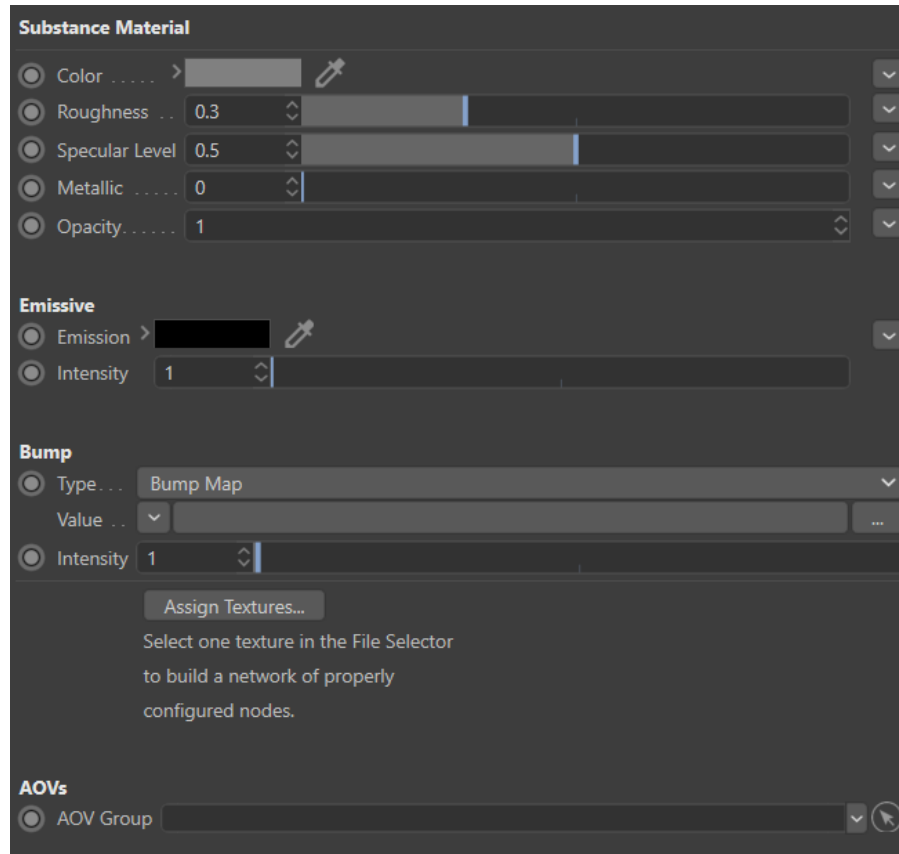 Substance Material
Color .....
Roughness .. 0.3
Specular Level 0.5
Metallic ..... 0
Opacity...... 1
Emissive
Emission
Intensity 1
Bump
Type... Bump Map
Value .. ...
Intensity 1
Assign Textures...
Select one texture in the File Selector
to build a network of properly
configured nodes.
AOVs
AOV Group